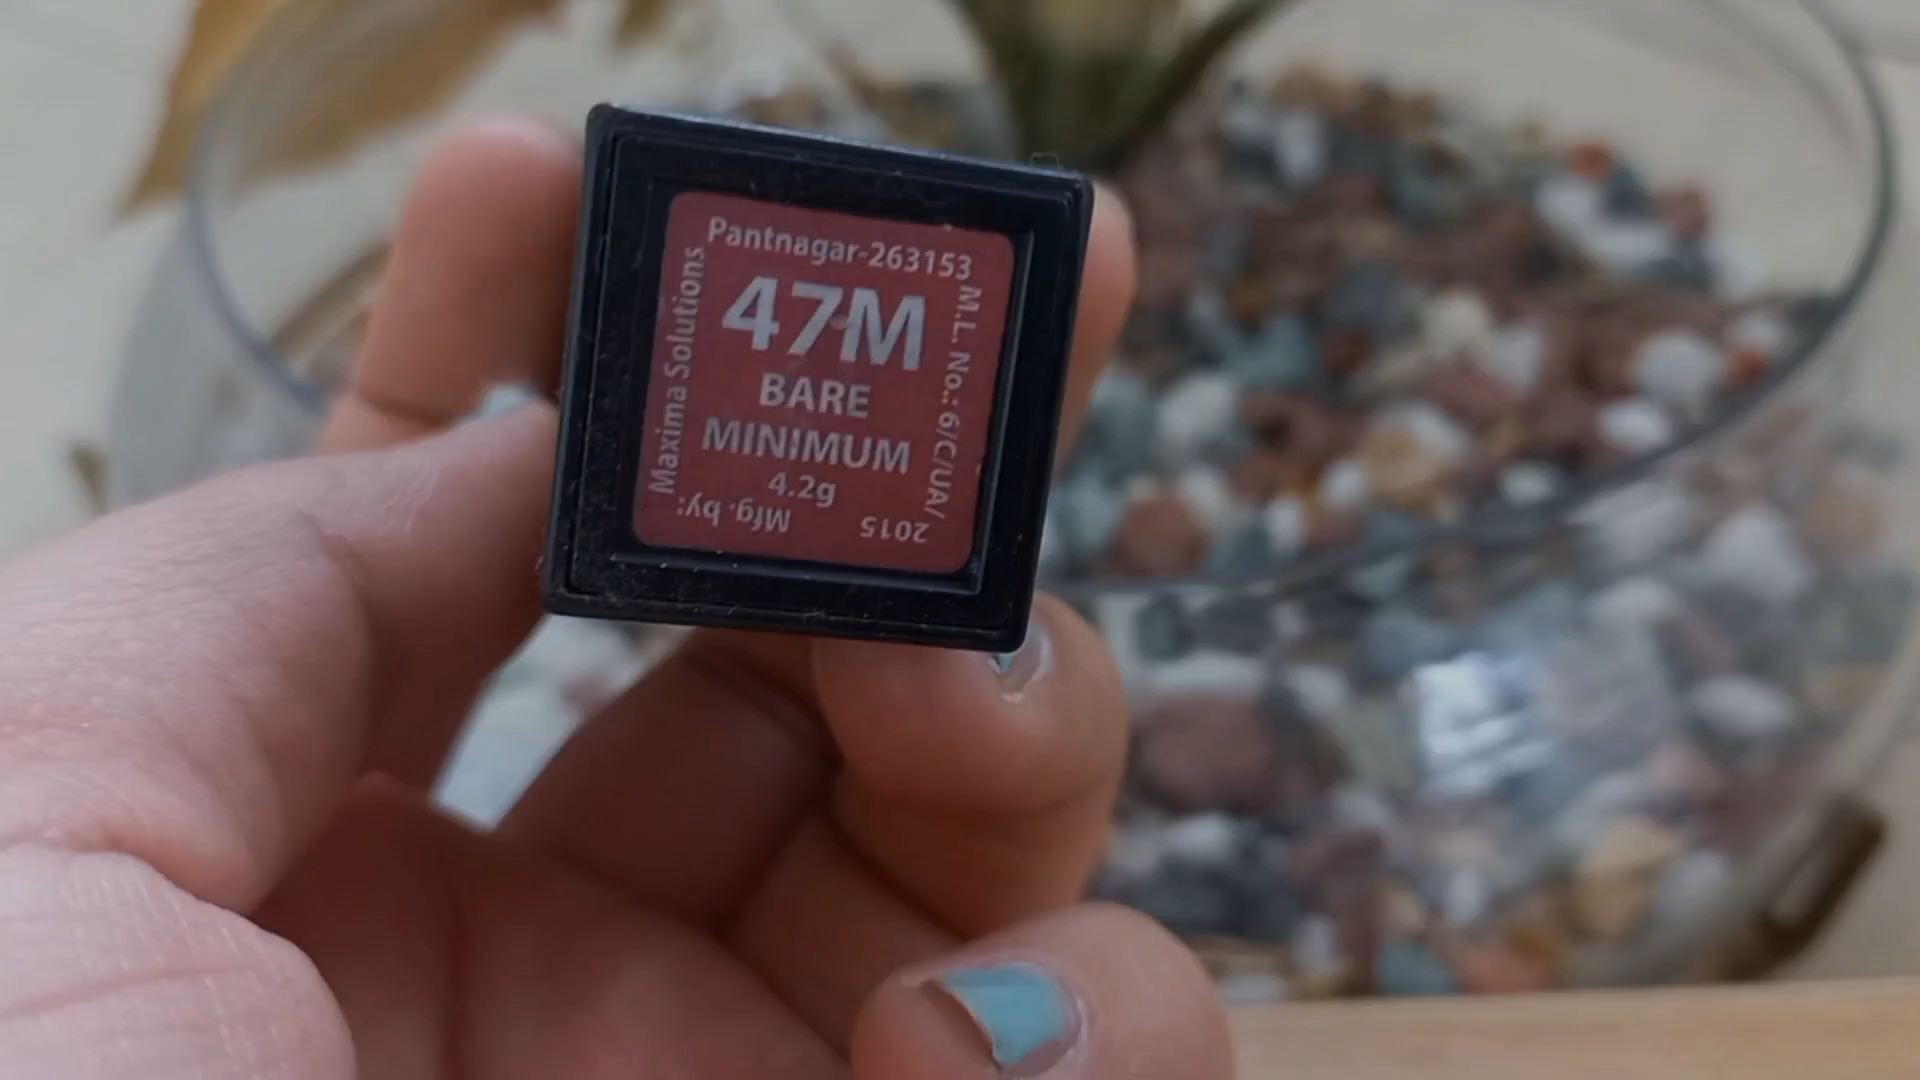 Pantnagar-263153
47M
BARE
MINIMUM
4.2g
Mfg. by:
Maxima Solutions
M.L. No.: 6/C/UA/
2015